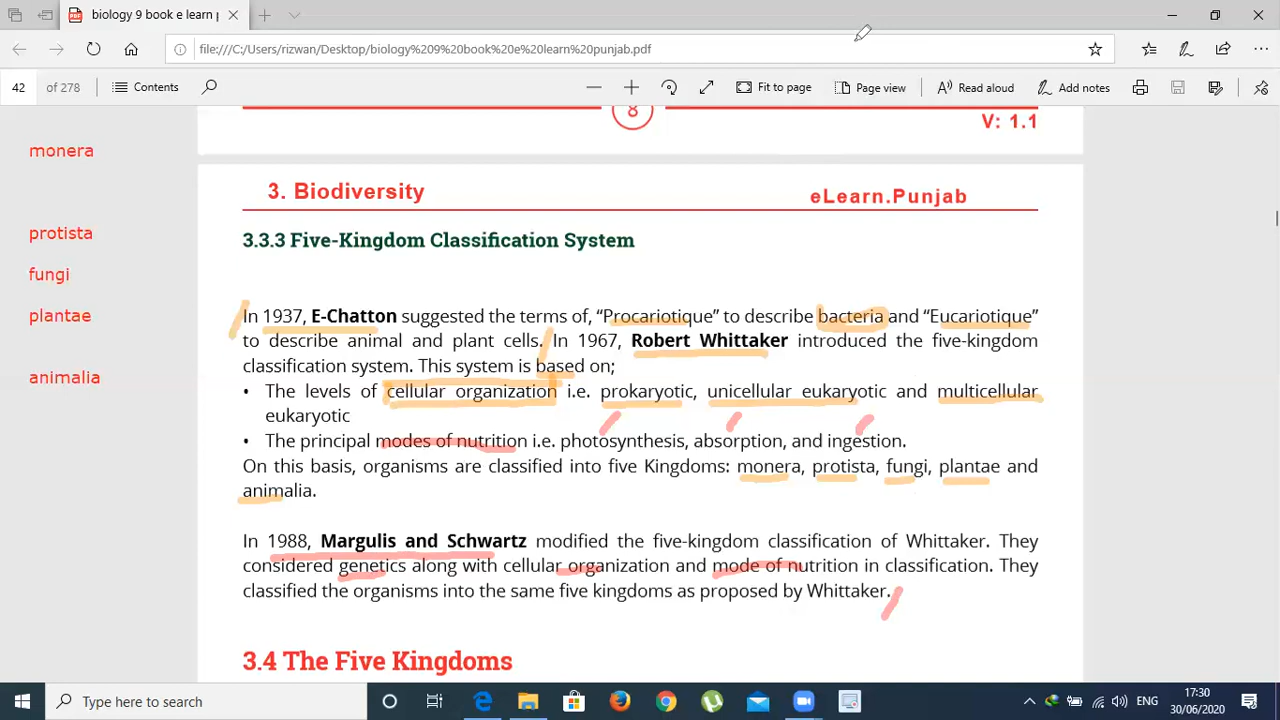 biology 9 book e learn p
file:///C:/Users/rizwan/Desktop/biology%209%20book%20e%20learn%20punjab.pdf
42 of 278 Contents Fit to page Page view Read aloud Add notes
8
V: 1.1
monera
protista
fungi
plantae
animalia
3. Biodiversity eLearn.Punjab
3.3.3 Five-Kingdom Classification System
In 1937, E-Chatton suggested the terms of, “Procariotique” to describe bacteria and “Eucariotique”
to describe animal and plant cells. In 1967, Robert Whittaker introduced the five-kingdom
classification system. This system is based on;
• The levels of cellular organization i.e. prokaryotic, unicellular eukaryotic and multicellular
eukaryotic
• The principal modes of nutrition i.e. photosynthesis, absorption, and ingestion.
On this basis, organisms are classified into five Kingdoms: monera, protista, fungi, plantae and
animalia.
In 1988, Margulis and Schwartz modified the five-kingdom classification of Whittaker. They
considered genetics along with cellular organization and mode of nutrition in classification. They
classified the organisms into the same five kingdoms as proposed by Whittaker.
3.4 The Five Kingdoms
Type here to search
ENG
17:30
30/06/2020